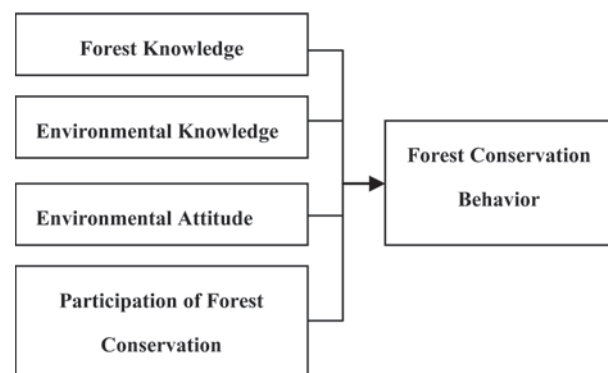 Forest Knowledge
Environmental Knowledge
Environmental Attitude
Participation of Forest
Conservation
Forest Conservation
Behavior